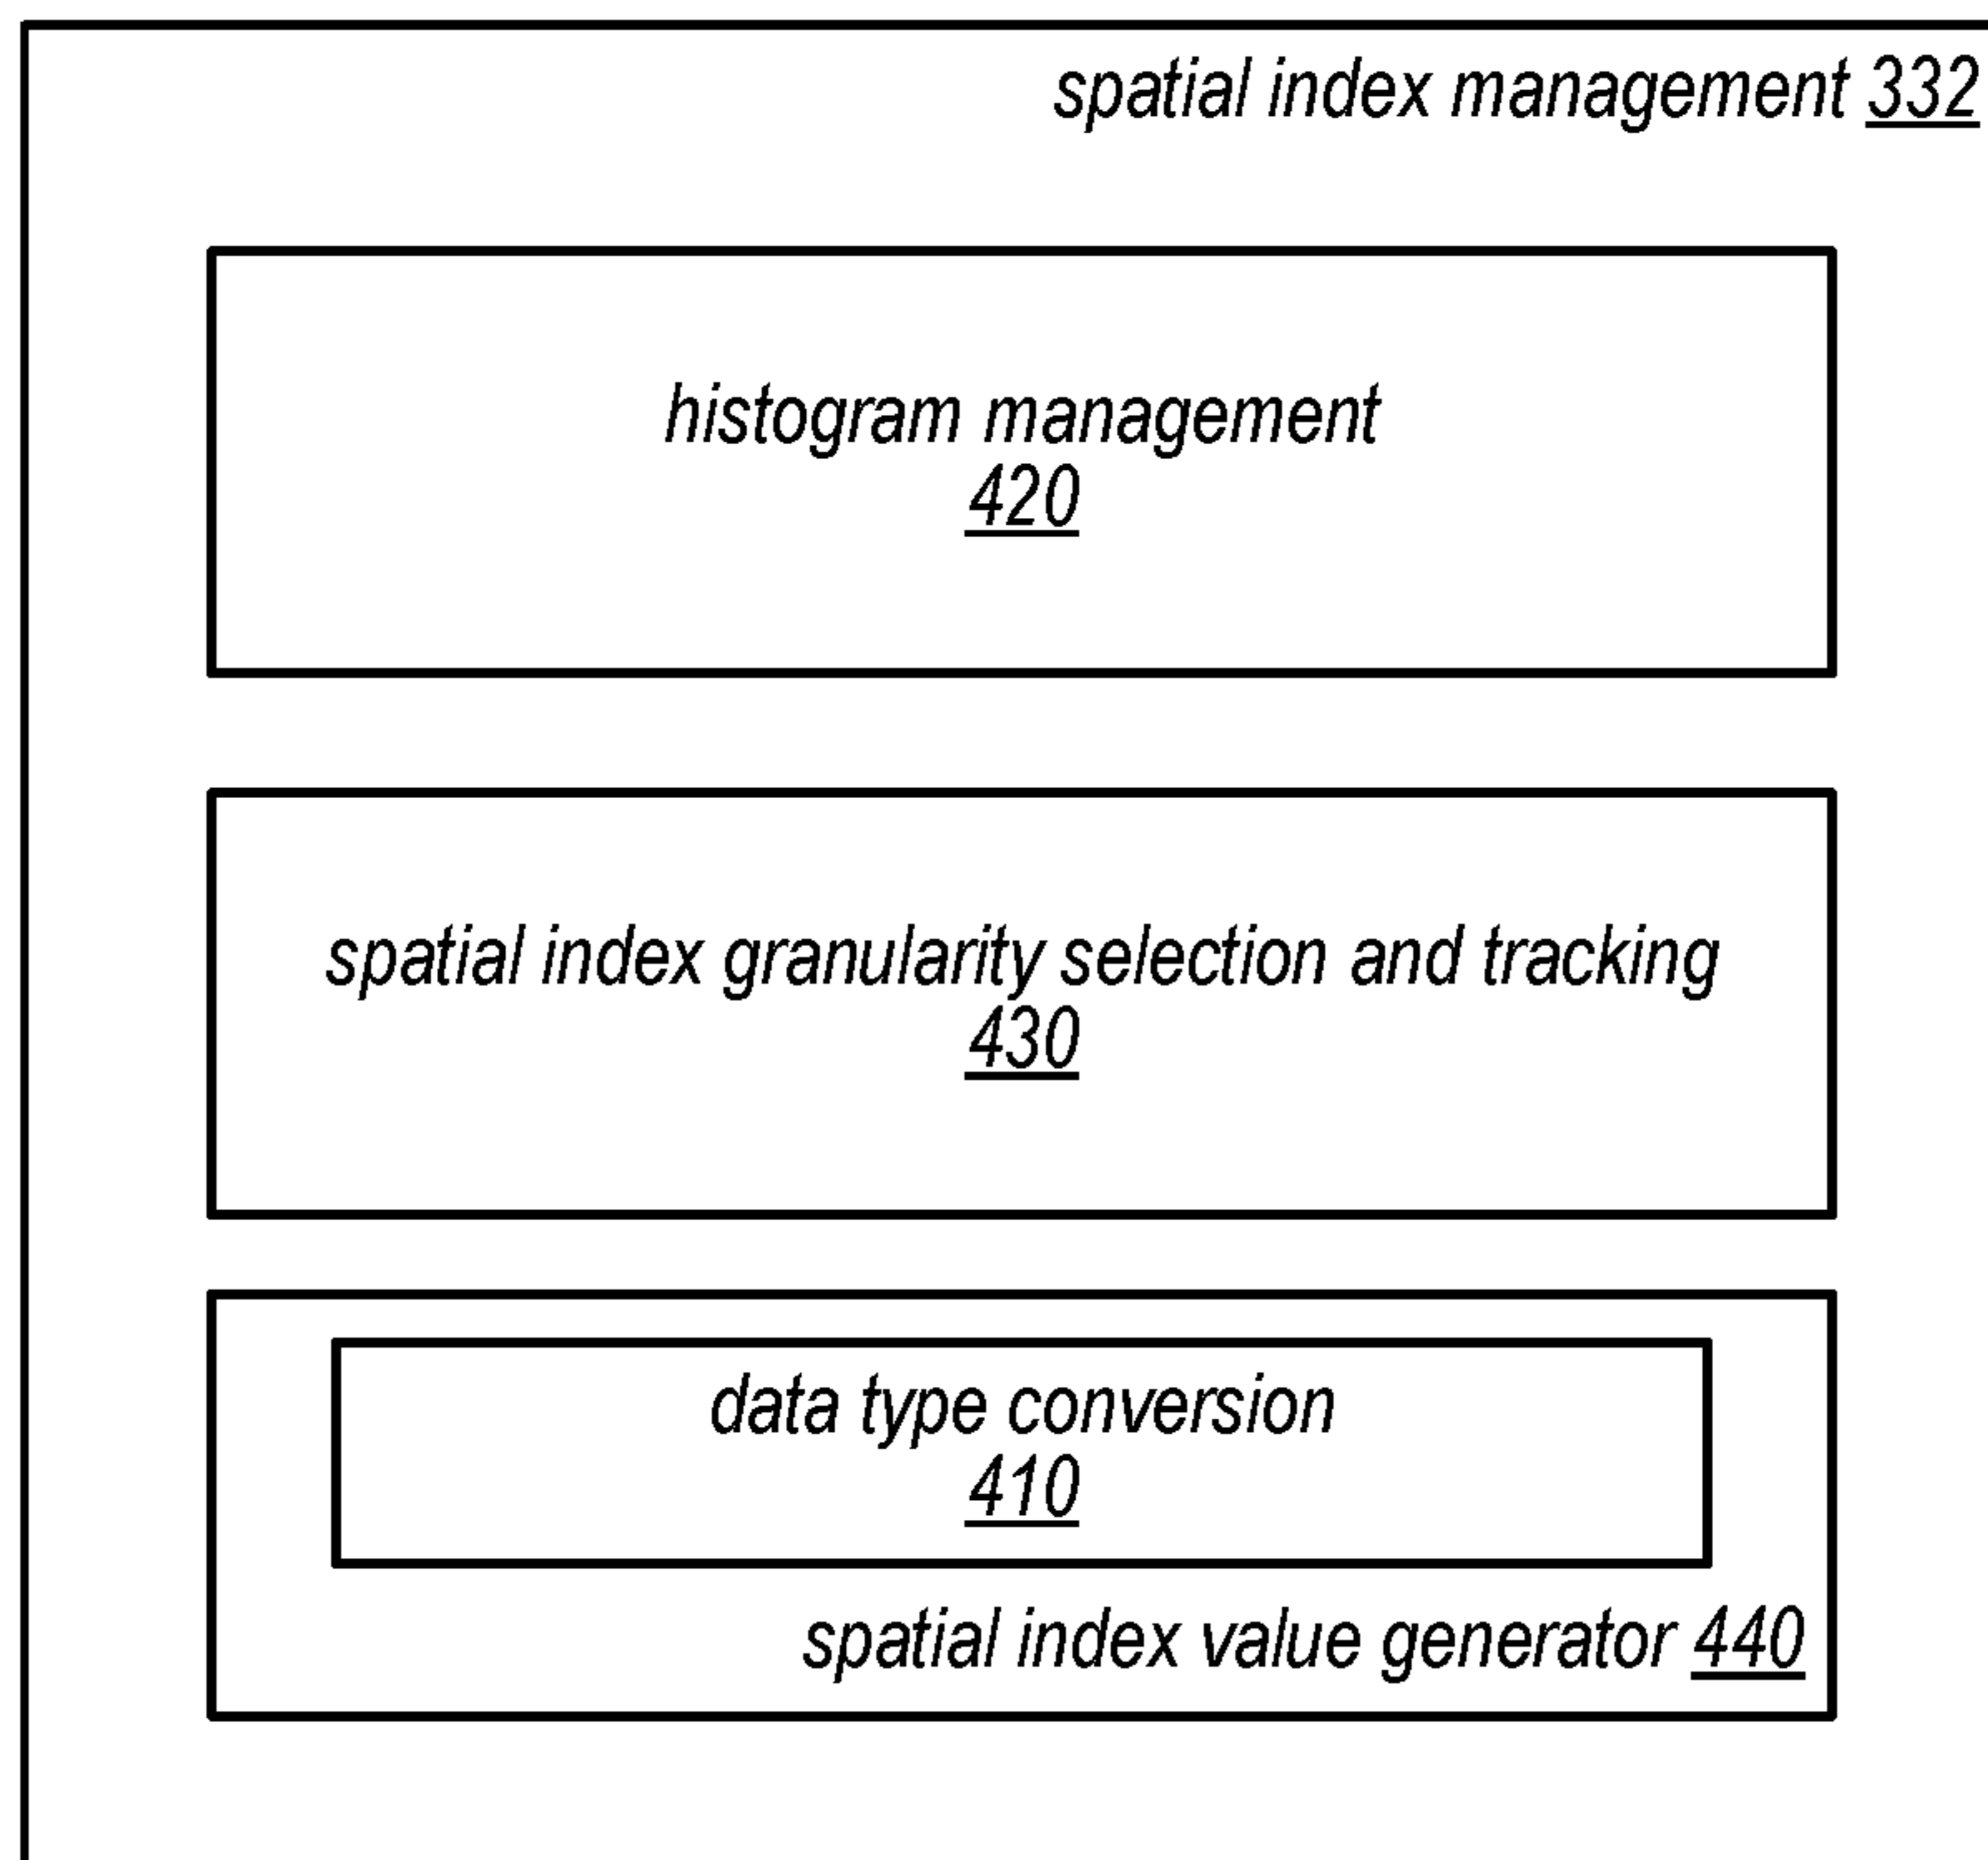 spatial index management 332
histogram management
420
spatial index granularity selection and tracking
430
data type conversion
410
spatial index value generator 440